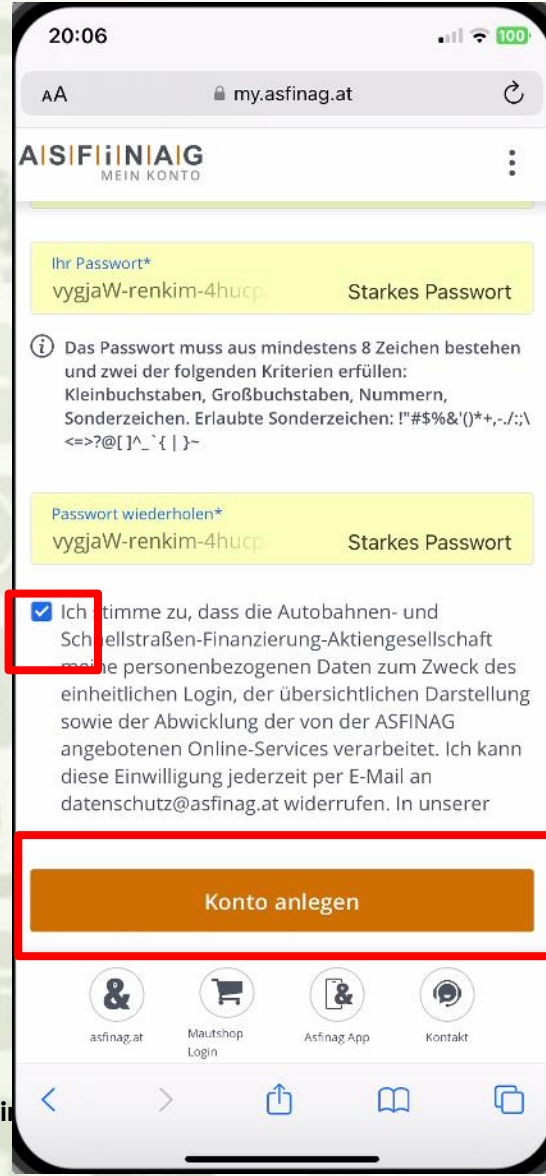 20:06
100
AA my.asfinag.at
A|S|F|i|N|A|G
MEIN KONTO
Ihr Passwort*
vygjaW-renkim-4hucp Starkes Passwort
Das Passwort muss aus mindestens 8 Zeichen bestehen
und zwei der folgenden Kriterien erfüllen:
Kleinbuchstaben, Großbuchstaben, Nummern,
Sonderzeichen. Erlaubte Sonderzeichen: !"#$%&'()*+,-./:;\
<=>?@[ ]^_`{ | }~
Passwort wiederholen*
vygjaW-renkim-4hucp Starkes Passwort
Ich stimme zu, dass die Autobahnen- und
Schnellstraßen-Finanzierung-Aktiengesellschaft
meine personenbezogenen Daten zum Zweck des
einheitlichen Login, der übersichtlichen Darstellung
sowie der Abwicklung der von der ASFINAG
angebotenen Online-Services verarbeitet. Ich kann
diese Einwilligung jederzeit per E-Mail an
datenschutz@asfinag.at widerrufen. In unserer
Konto anlegen
asfinag.at
Mautshop
Login
Asfinag App
Kontakt